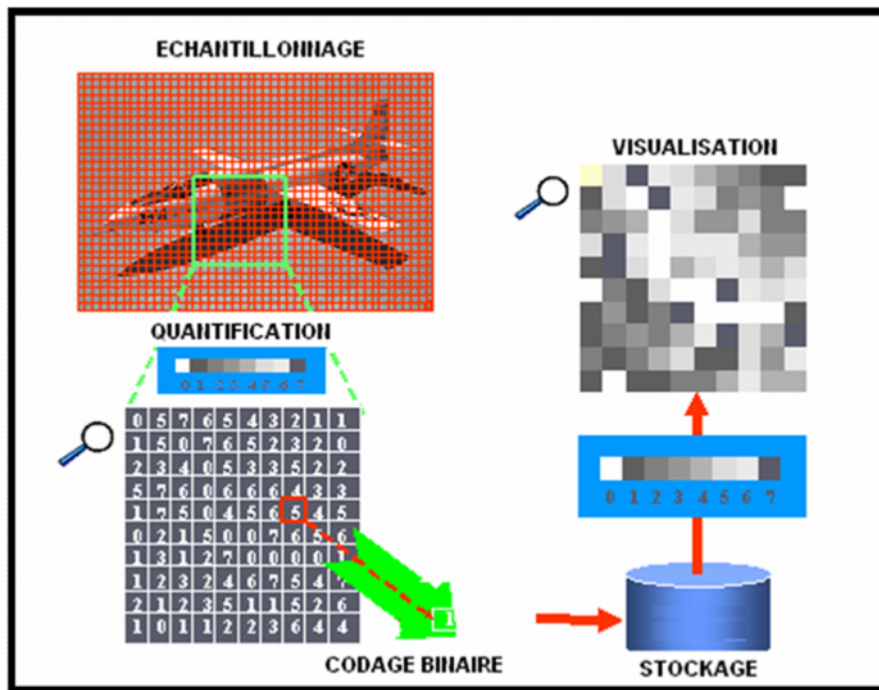 ECHANTILLONNAGE
QUANTIFICATION
0 1 2 3 4 5 6 7
0 5 7 6 5 4 3 2 1 1
1 5 0 7 6 5 2 3 2 0
2 3 4 0 5 3 3 5 2 2
5 7 6 0 6 6 6 4 3 3
1 7 5 0 4 5 6 5 4 5
0 2 1 5 0 0 7 6 5 6
1 3 1 2 7 0 0 0 0 1
1 2 3 2 4 6 7 5 4 7
2 1 2 3 5 1 1 5 2 6
1 0 1 1 2 2 3 6 4 4
1
CODAGE BINAIRE
VISUALISATION
0 1 2 3 4 5 6 7
STOCKAGE